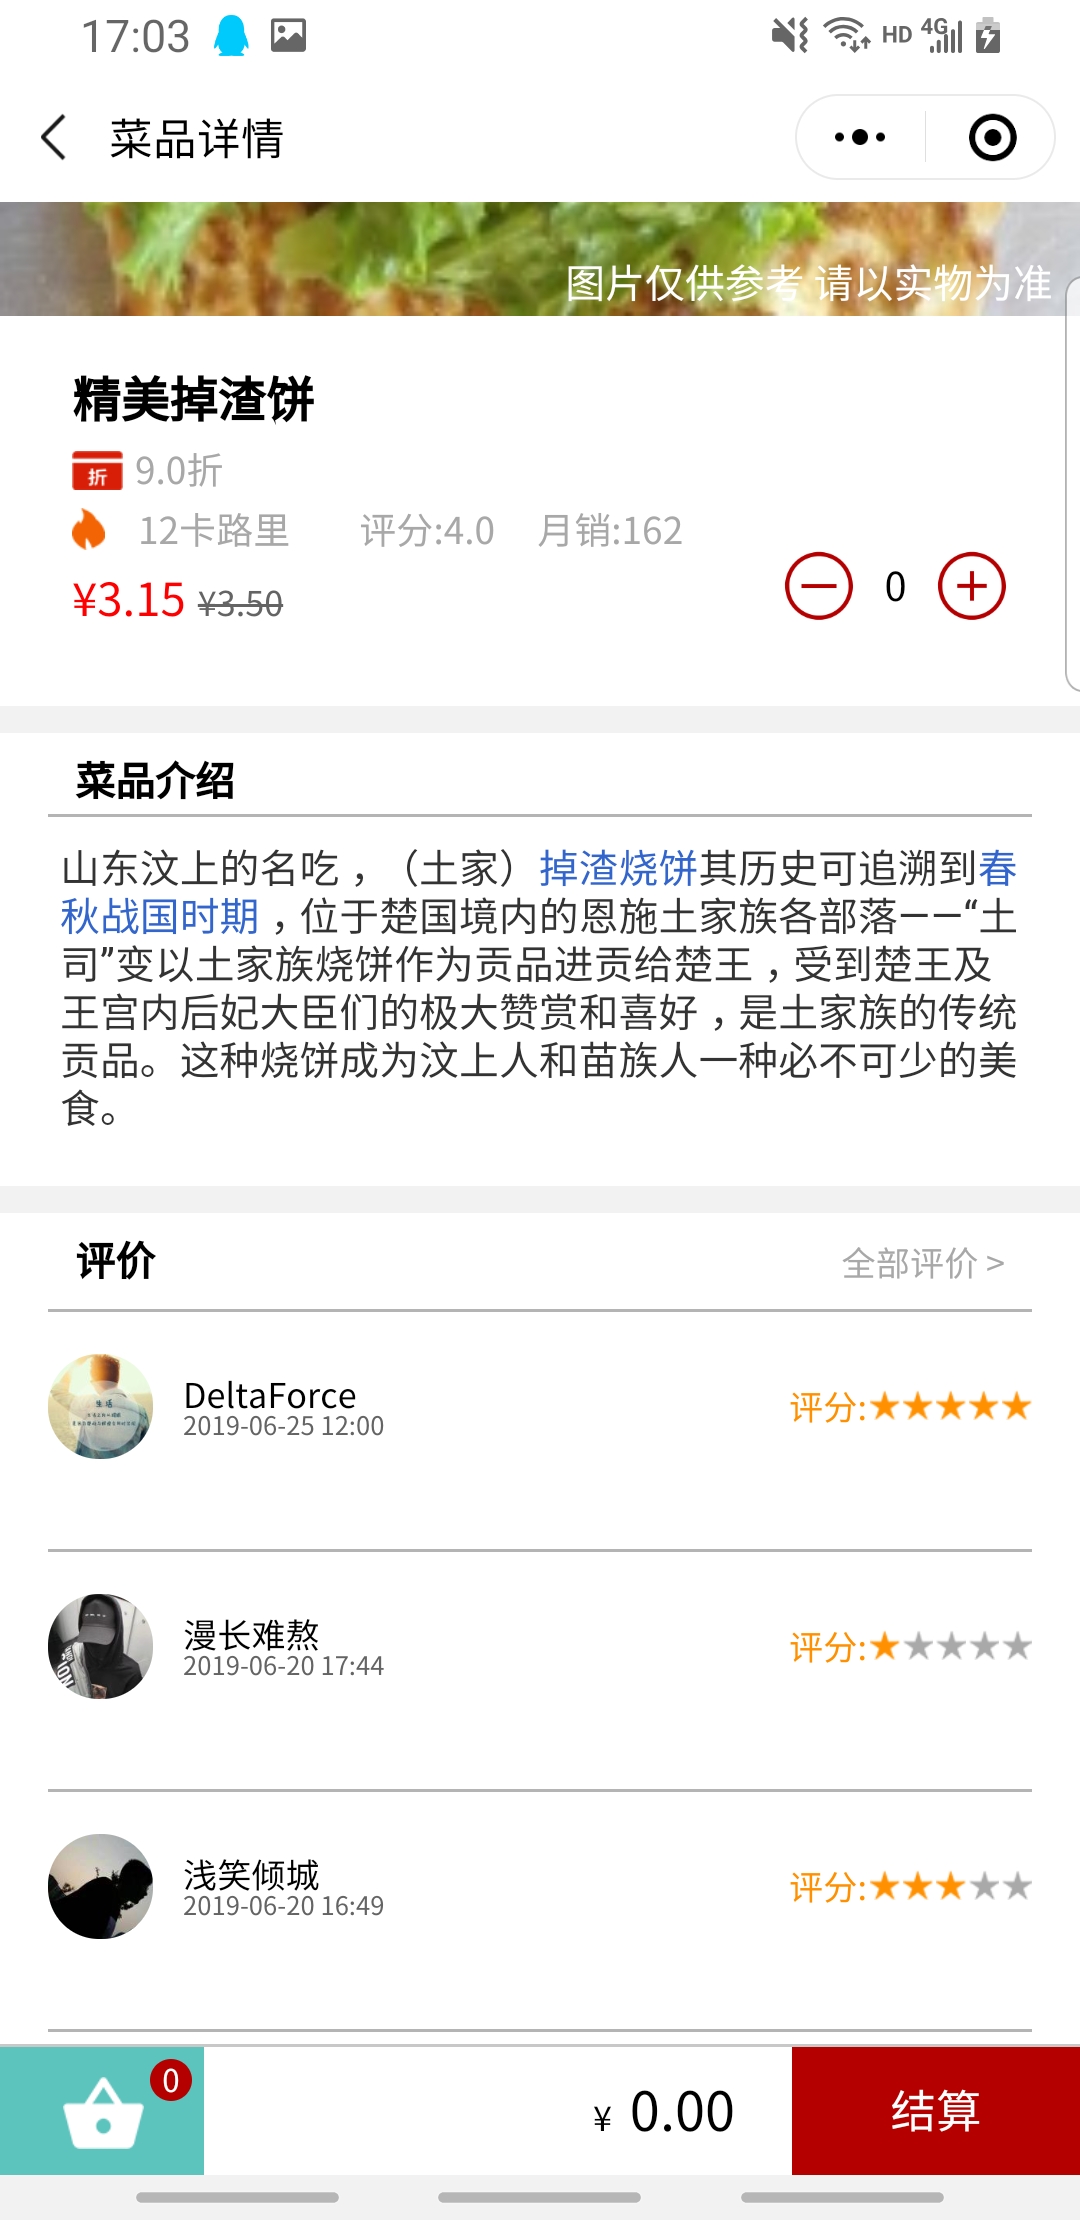 17:03
HD 4G
菜品详情
图片仅供参考 请以实物为准
精美掉渣饼
折 9.0折
12卡路里 评分:4.0 月销:162
¥3.15 ¥3.50
0
菜品介绍
山东汶上的名吃，（土家）掉渣烧饼其历史可追溯到春
秋战国时期，位于楚国境内的恩施土家族各部落——“土
司”变以土家族烧饼作为贡品进贡给楚王，受到楚王及
王宫内后妃大臣们的极大赞赏和喜好，是土家族的传统
贡品。这种烧饼成为汶上人和苗族人一种必不可少的美
食。
评价
全部评价 >
DeltaForce
2019-06-25 12:00
评分:
漫长难熬
2019-06-20 17:44
评分:
浅笑倾城
2019-06-20 16:49
评分:
0
¥ 0.00
结算